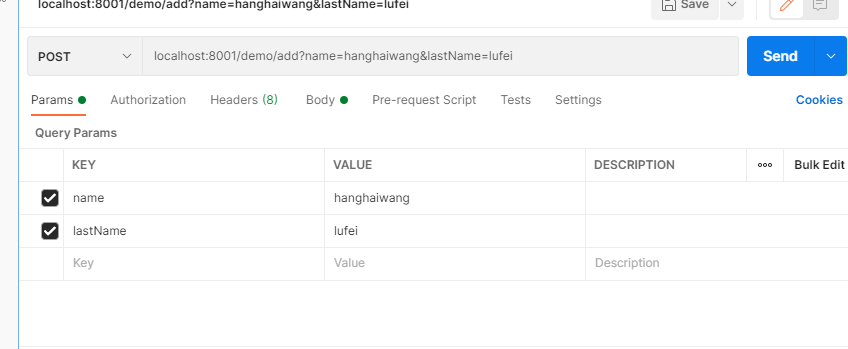 localhost:8001/demo/add?name=hanghaiwang&lastName=lufei Save
POST localhost:8001/demo/add?name=hanghaiwang&lastName=lufei Send
Params Authorization Headers (8) Body Pre-request Script Tests Settings Cookies
Query Params
KEY VALUE DESCRIPTION Bulk Edit
name hanghaiwang
lastName lufei
Key Value Description